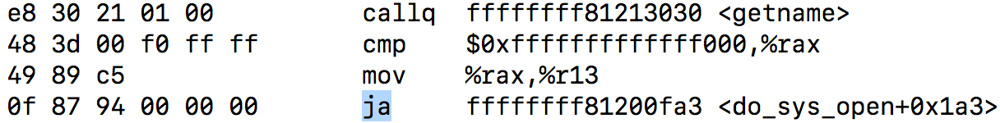 e8 30 21 01 00 callq ffffffff81213030 <getname>
48 3d 00 f0 ff ff cmp $0xfffffffffffff000,%rax
49 89 c5 mov %rax,%r13
0f 87 94 00 00 00 ja ffffffff81200fa3 <do_sys_open+0x1a3>